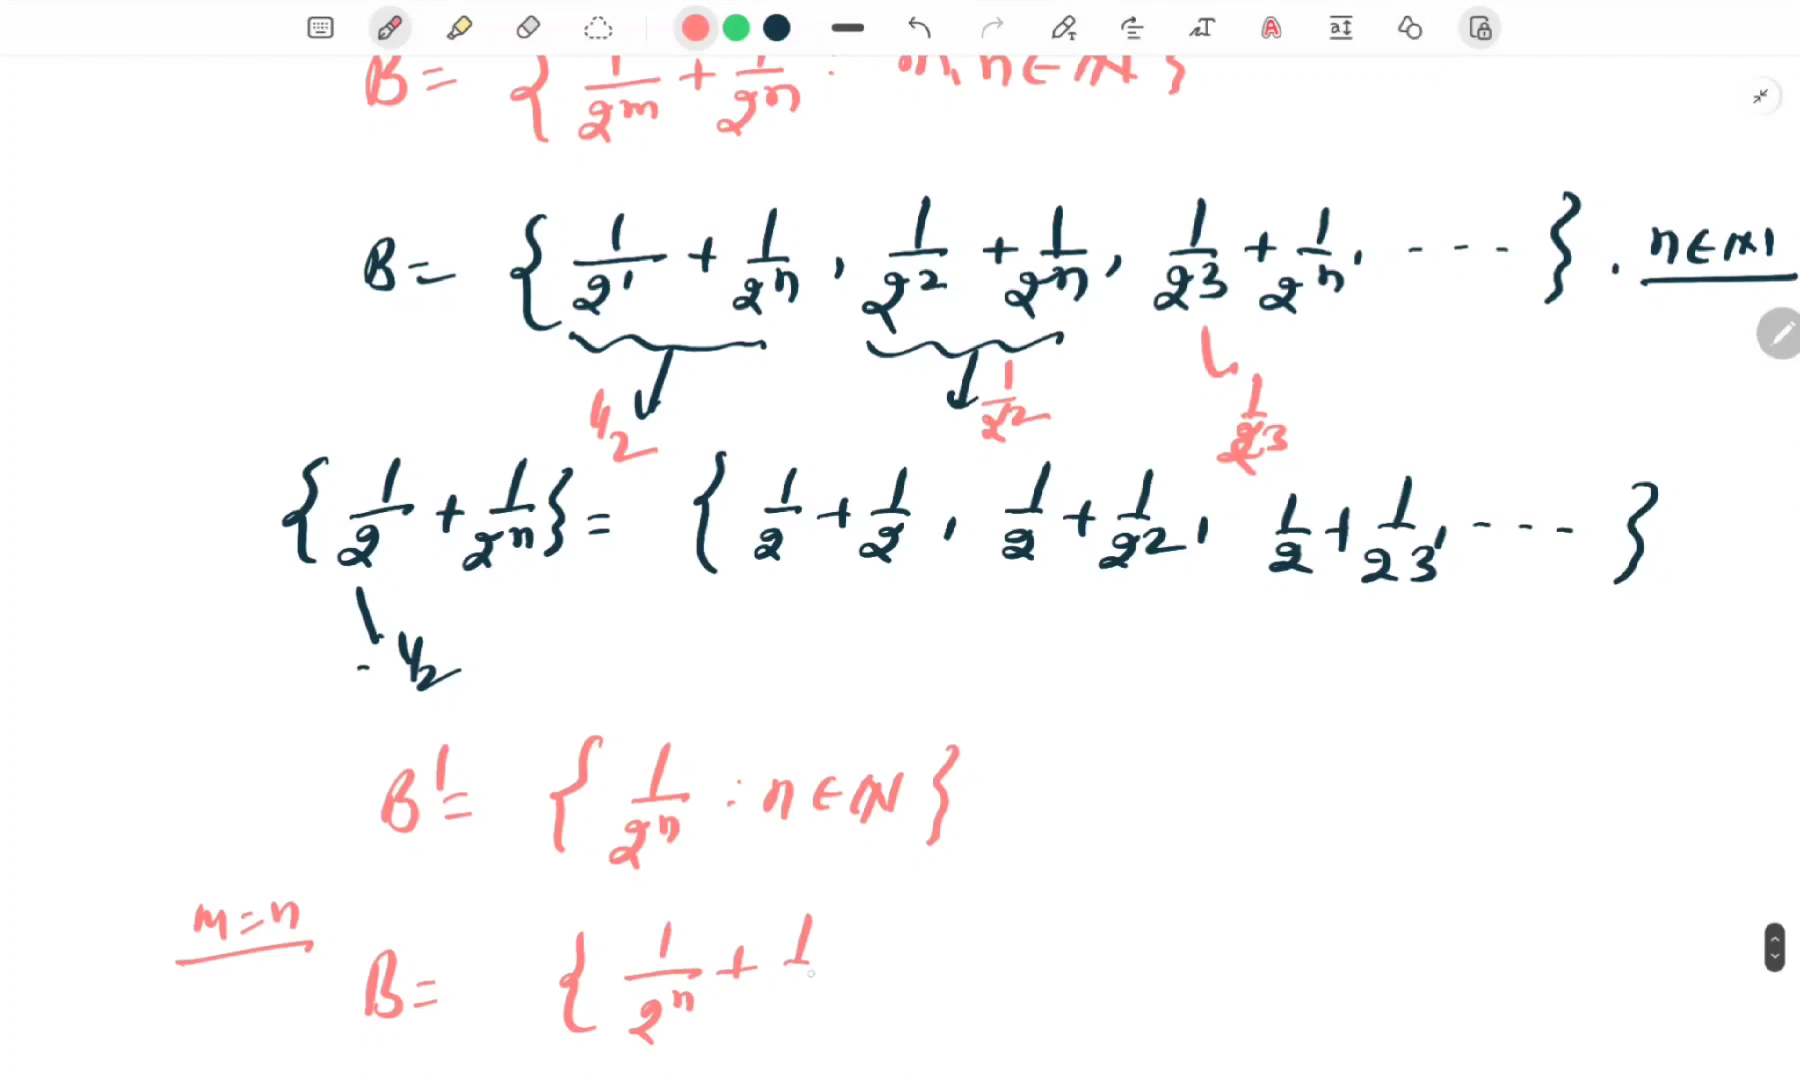 B = { 1/2^m + 1/2^n : m, n ∈ ℕ }
B = { 1/2^1 + 1/2^n , 1/2^2 + 1/2^n , 1/2^3 + 1/2^n , - - - } . n ∈ ℕ
1/2 1/2^2 1/2^3
{ 1/2 + 1/2^n } = { 1/2 + 1/2 , 1/2 + 1/2^2 , 1/2 + 1/2^3 , - - - }
1/2
B' = { 1/2^n : n ∈ ℕ }
m = n
B = { 1/2^n + 1